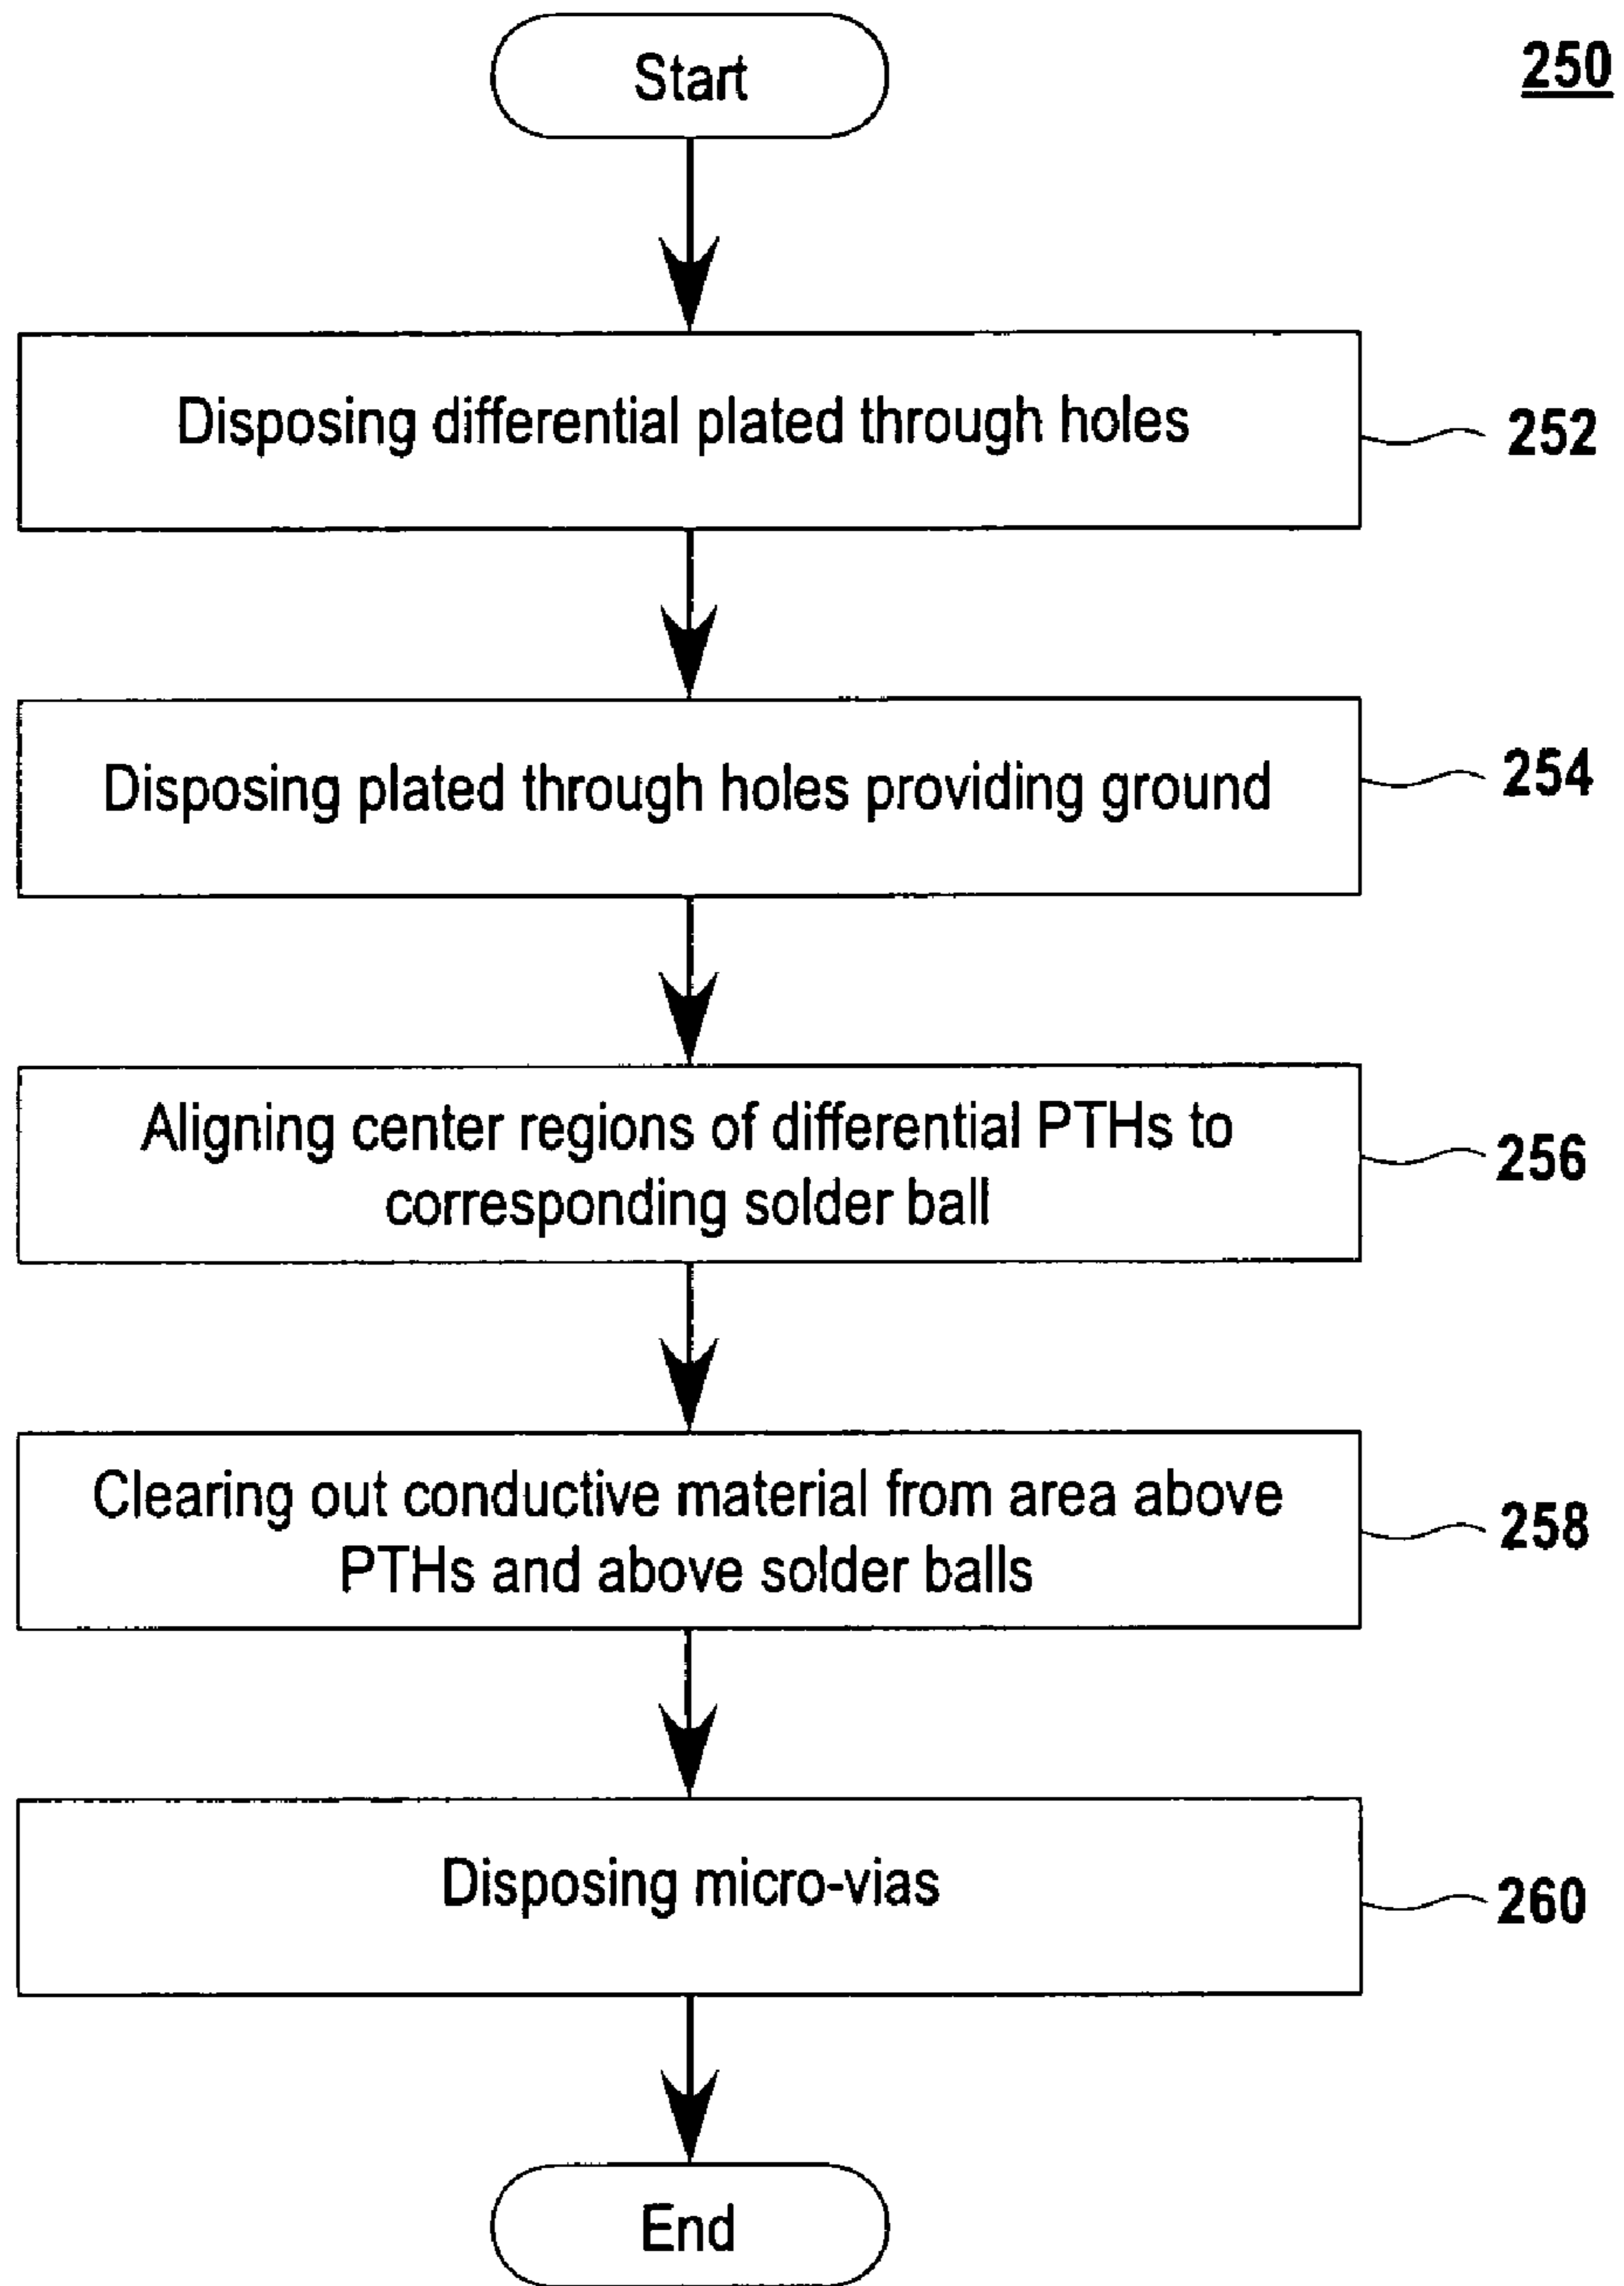 250
Start
Disposing differential plated through holes
252
Disposing plated through holes providing ground
254
Aligning center regions of differential PTHs to
corresponding solder ball
256
Clearing out conductive material from area above
PTHs and above solder balls
258
Disposing micro-vias
260
End